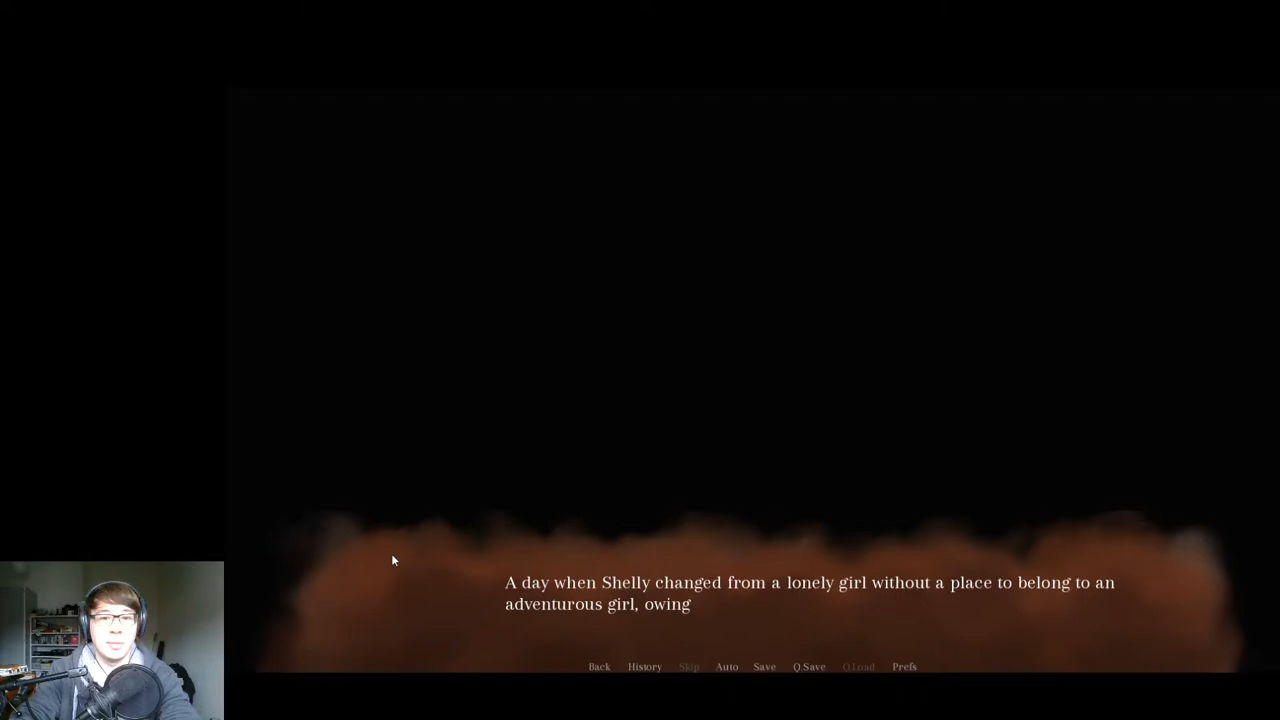 A day when Shelly changed from a lonely girl without a place to belong to an
adventurous girl, owing
Back History Skip Auto Save Q.Save Q.Load Prefs